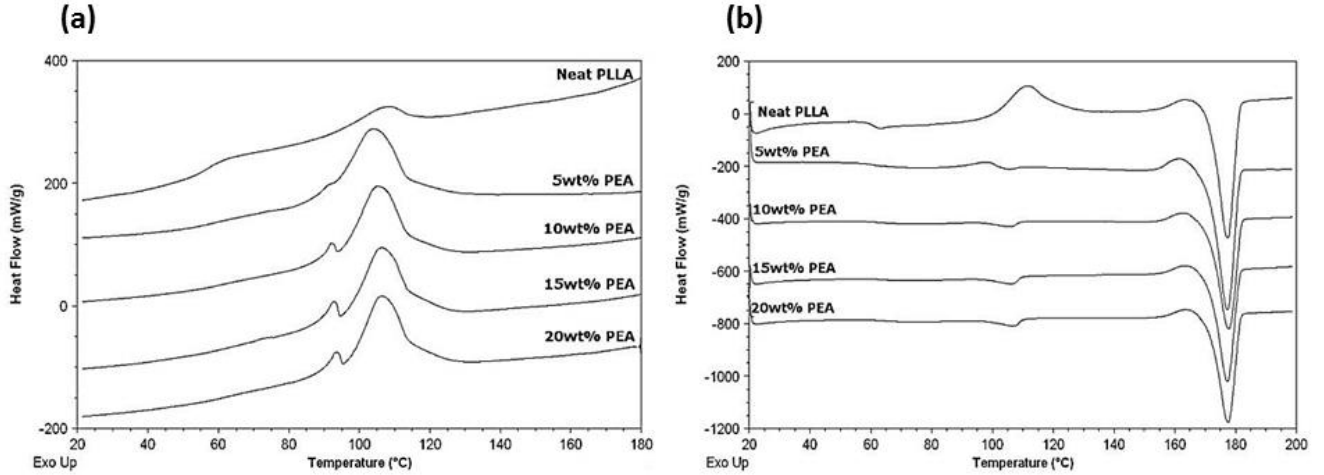 (a)
400
200
0
-200
Heat Flow (mW/g)
Neat PLLA
5wt% PEA
10wt% PEA
15wt% PEA
20wt% PEA
20 40 60 80 100 120 140 160 180
Exo Up
Temperature (°C)
(b)
200
0
-200
-400
-600
-800
-1000
-1200
Heat Flow (mW/g)
Neat PLLA
5wt% PEA
10wt% PEA
15wt% PEA
20wt% PEA
20 40 60 80 100 120 140 160 180 200
Exo Up
Temperature (°C)